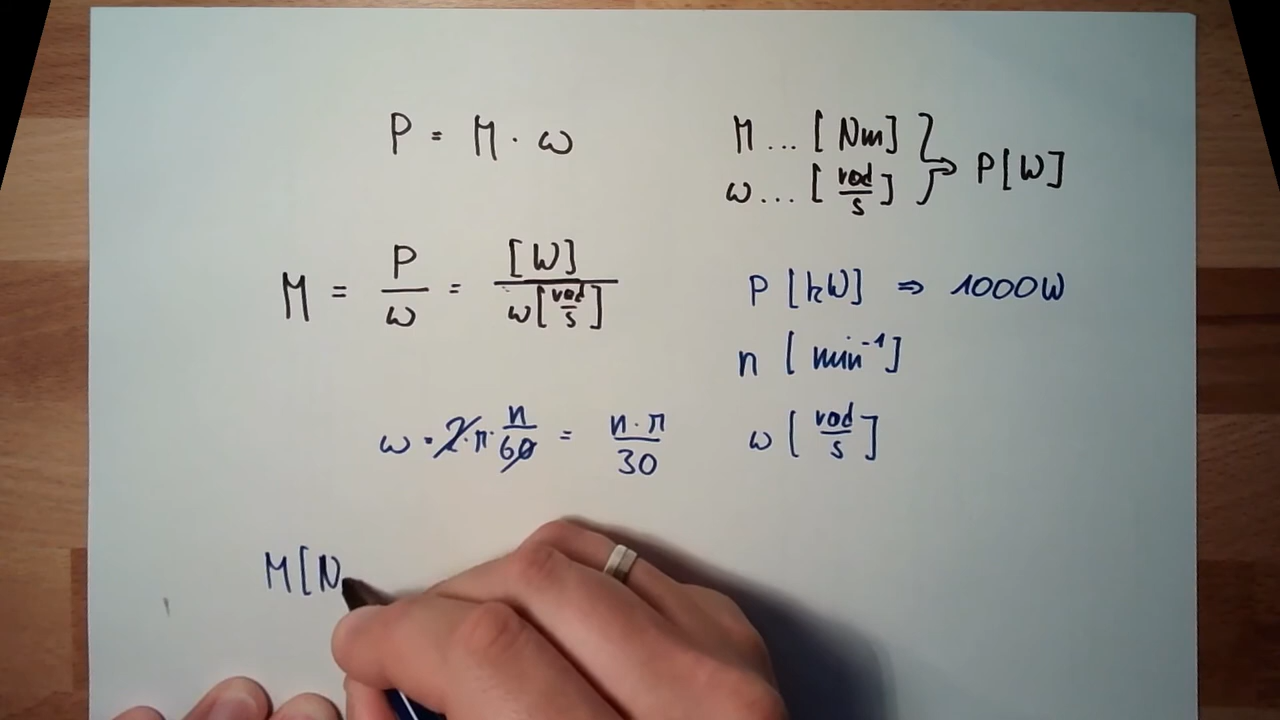 P = M · ω
M ... [Nm]
ω ... [rad/s] ⇒ P[W]
M = P/ω = [W]/ω[rad/s]
P [kW] ⇒ 1000W
n [min⁻¹]
ω · 2·π· n/60 = n·π/30
ω [rad/s]
M[N